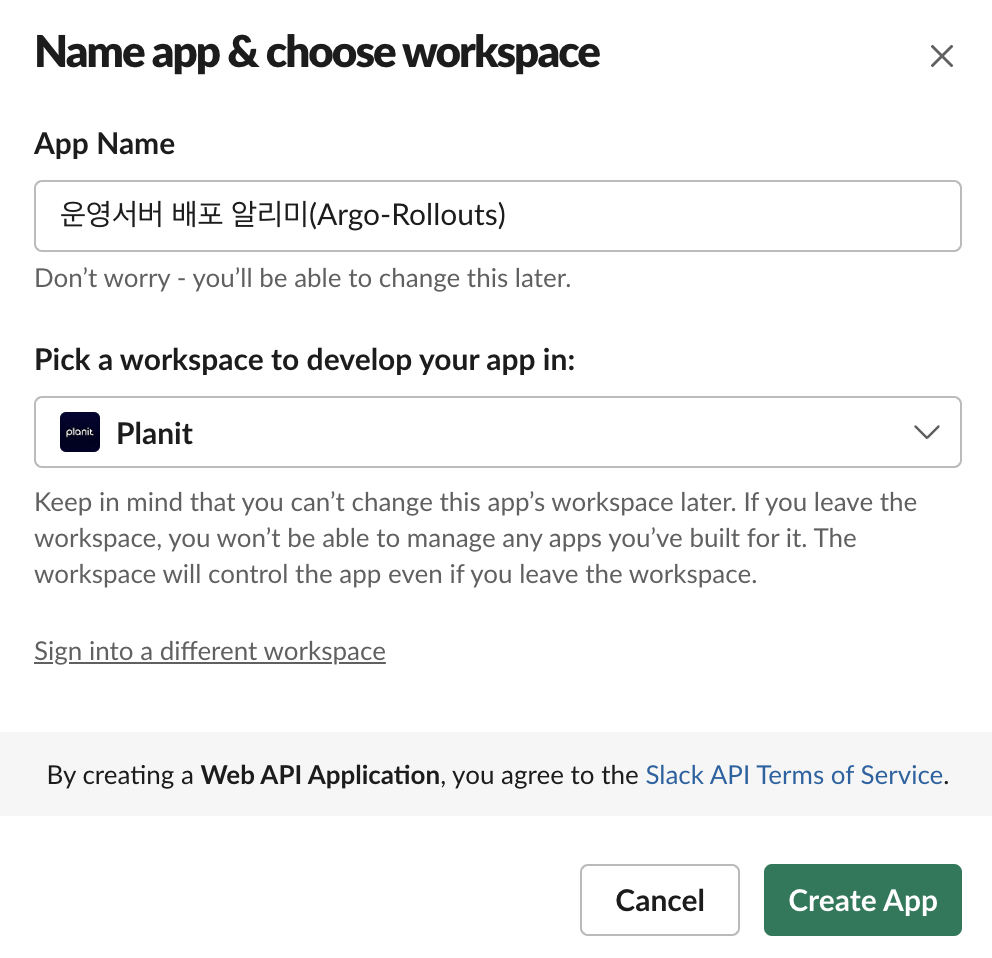 Name app & choose workspace
App Name
운영서버 배포 알리미(Argo-Rollouts)
Don’t worry - you’ll be able to change this later.
Pick a workspace to develop your app in:
planit Planit
Keep in mind that you can’t change this app’s workspace later. If you leave the
workspace, you won’t be able to manage any apps you’ve built for it. The
workspace will control the app even if you leave the workspace.
Sign into a different workspace
By creating a Web API Application, you agree to the Slack API Terms of Service.
Cancel Create App